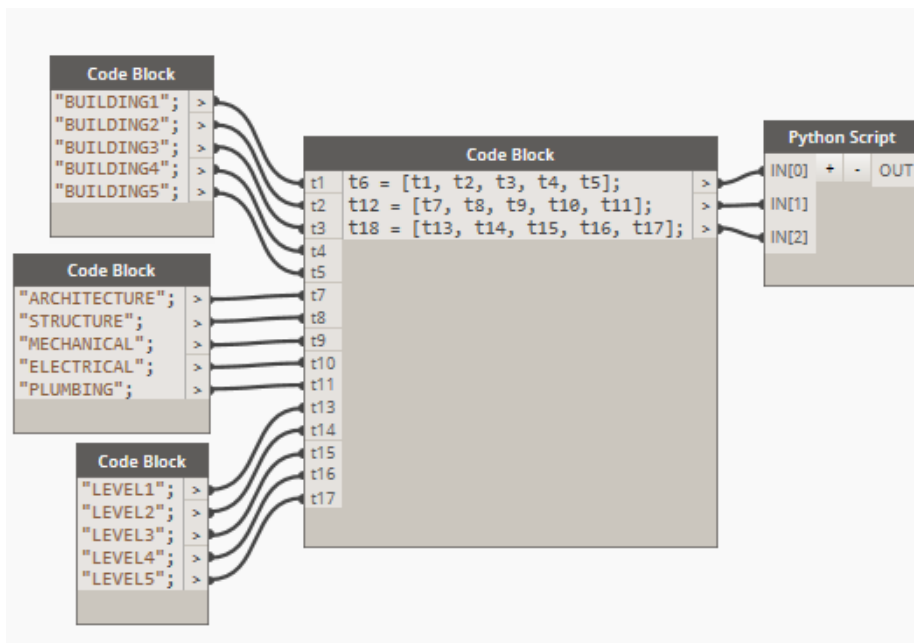 Code Block
"BUILDING1"; >
"BUILDING2"; >
"BUILDING3"; >
"BUILDING4"; >
"BUILDING5"; >
Code Block
"ARCHITECTURE"; >
"STRUCTURE"; >
"MECHANICAL"; >
"ELECTRICAL"; >
"PLUMBING"; >
Code Block
"LEVEL1"; >
"LEVEL2"; >
"LEVEL3"; >
"LEVEL4"; >
"LEVEL5"; >
Code Block
t1 t6 = [t1, t2, t3, t4, t5]; >
t2 t12 = [t7, t8, t9, t10, t11]; >
t3 t18 = [t13, t14, t15, t16, t17]; >
t4
t5
t7
t8
t9
t10
t11
t13
t14
t15
t16
t17
Python Script
IN[0] + - OUT
IN[1]
IN[2]